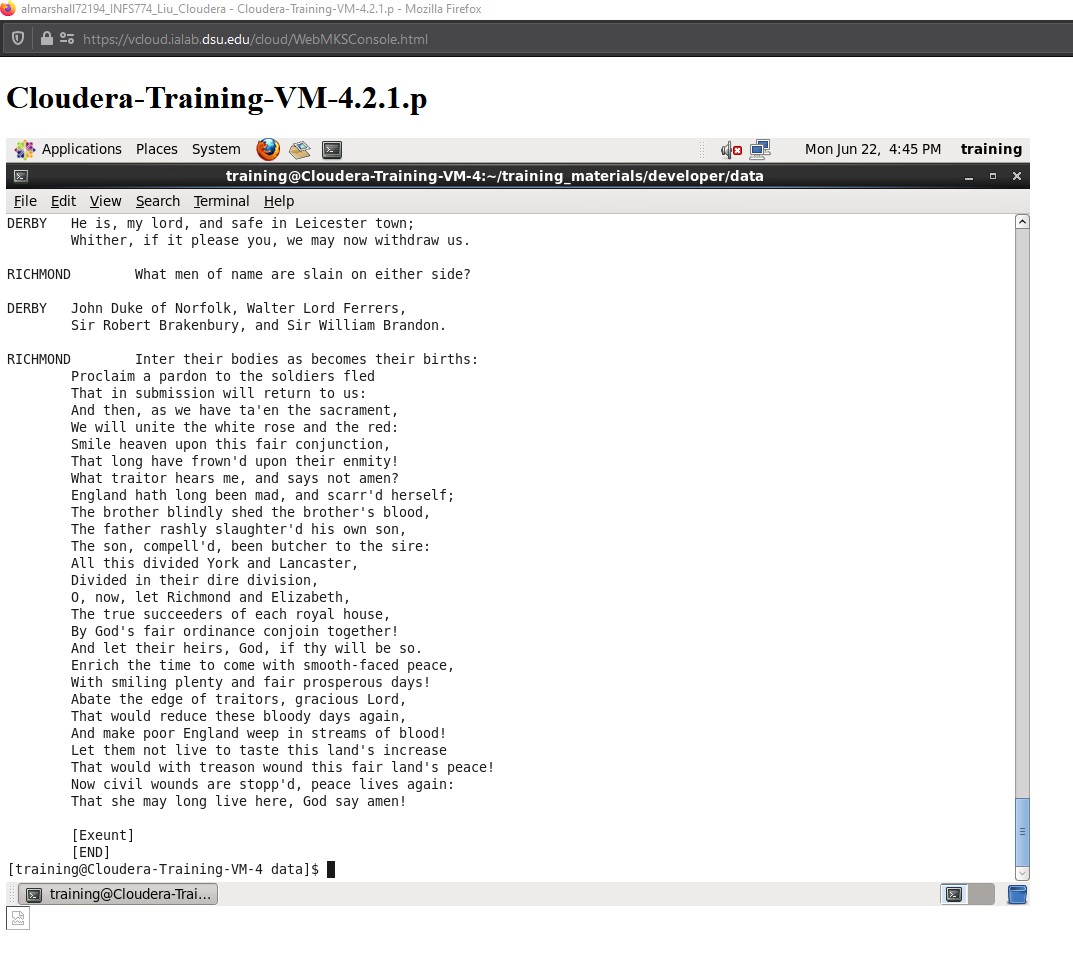 almarshall72194_INFS774_Liu_Cloudera - Cloudera-Training-VM-4.2.1.p - Mozilla Firefox
https://vcloud.ialab.dsu.edu/cloud/WebMKSConsole.html
Cloudera-Training-VM-4.2.1.p
Applications Places System Mon Jun 22, 4:45 PM training
training@Cloudera-Training-VM-4:~/training_materials/developer/data
File Edit View Search Terminal Help
DERBY He is, my lord, and safe in Leicester town;
Whither, if it please you, we may now withdraw us.
RICHMOND What men of name are slain on either side?
DERBY John Duke of Norfolk, Walter Lord Ferrers,
Sir Robert Brakenbury, and Sir William Brandon.
RICHMOND Inter their bodies as becomes their births:
Proclaim a pardon to the soldiers fled
That in submission will return to us:
And then, as we have ta'en the sacrament,
We will unite the white rose and the red:
Smile heaven upon this fair conjunction,
That long have frown'd upon their enmity!
What traitor hears me, and says not amen?
England hath long been mad, and scarr'd herself;
The brother blindly shed the brother's blood,
The father rashly slaughter'd his own son,
The son, compell'd, been butcher to the sire:
All this divided York and Lancaster,
Divided in their dire division,
O, now, let Richmond and Elizabeth,
The true succeeders of each royal house,
By God's fair ordinance conjoin together!
And let their heirs, God, if thy will be so.
Enrich the time to come with smooth-faced peace,
With smiling plenty and fair prosperous days!
Abate the edge of traitors, gracious Lord,
That would reduce these bloody days again,
And make poor England weep in streams of blood!
Let them not live to taste this land's increase
That would with treason wound this fair land's peace!
Now civil wounds are stopp'd, peace lives again:
That she may long live here, God say amen!
[Exeunt]
[END]
[training@Cloudera-Training-VM-4 data]$
training@Cloudera-Trai...